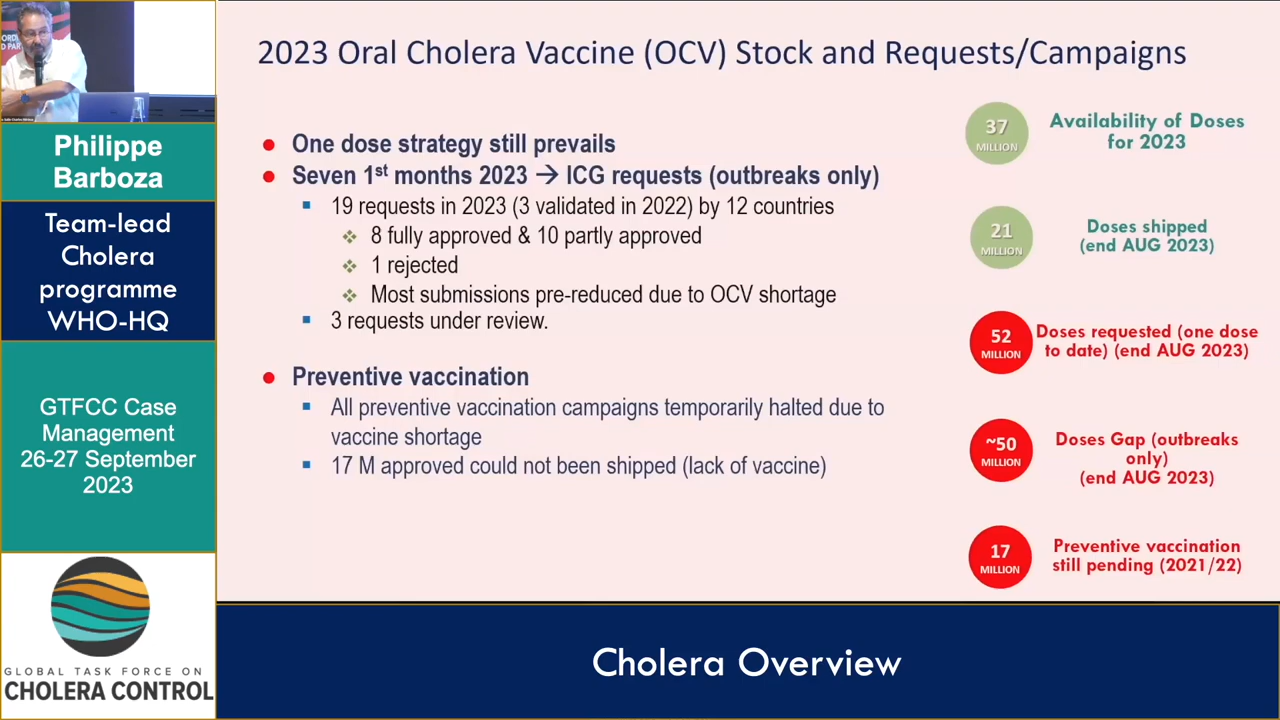 Philippe
Barboza
Team-lead
Cholera
programme
WHO-HQ
GTFCC Case
Management
26-27 September
2023
GLOBAL TASK FORCE ON
CHOLERA CONTROL
2023 Oral Cholera Vaccine (OCV) Stock and Requests/Campaigns
● One dose strategy still prevails
● Seven 1st months 2023 → ICG requests (outbreaks only)
▪ 19 requests in 2023 (3 validated in 2022) by 12 countries
❖ 8 fully approved & 10 partly approved
❖ 1 rejected
❖ Most submissions pre-reduced due to OCV shortage
▪ 3 requests under review.
● Preventive vaccination
▪ All preventive vaccination campaigns temporarily halted due to
vaccine shortage
▪ 17 M approved could not been shipped (lack of vaccine)
37
MILLION
Availability of Doses
for 2023
21
MILLION
Doses shipped
(end AUG 2023)
52
MILLION
Doses requested (one dose
to date) (end AUG 2023)
~50
MILLION
Doses Gap (outbreaks
only)
(end AUG 2023)
17
MILLION
Preventive vaccination
still pending (2021/22)
Cholera Overview